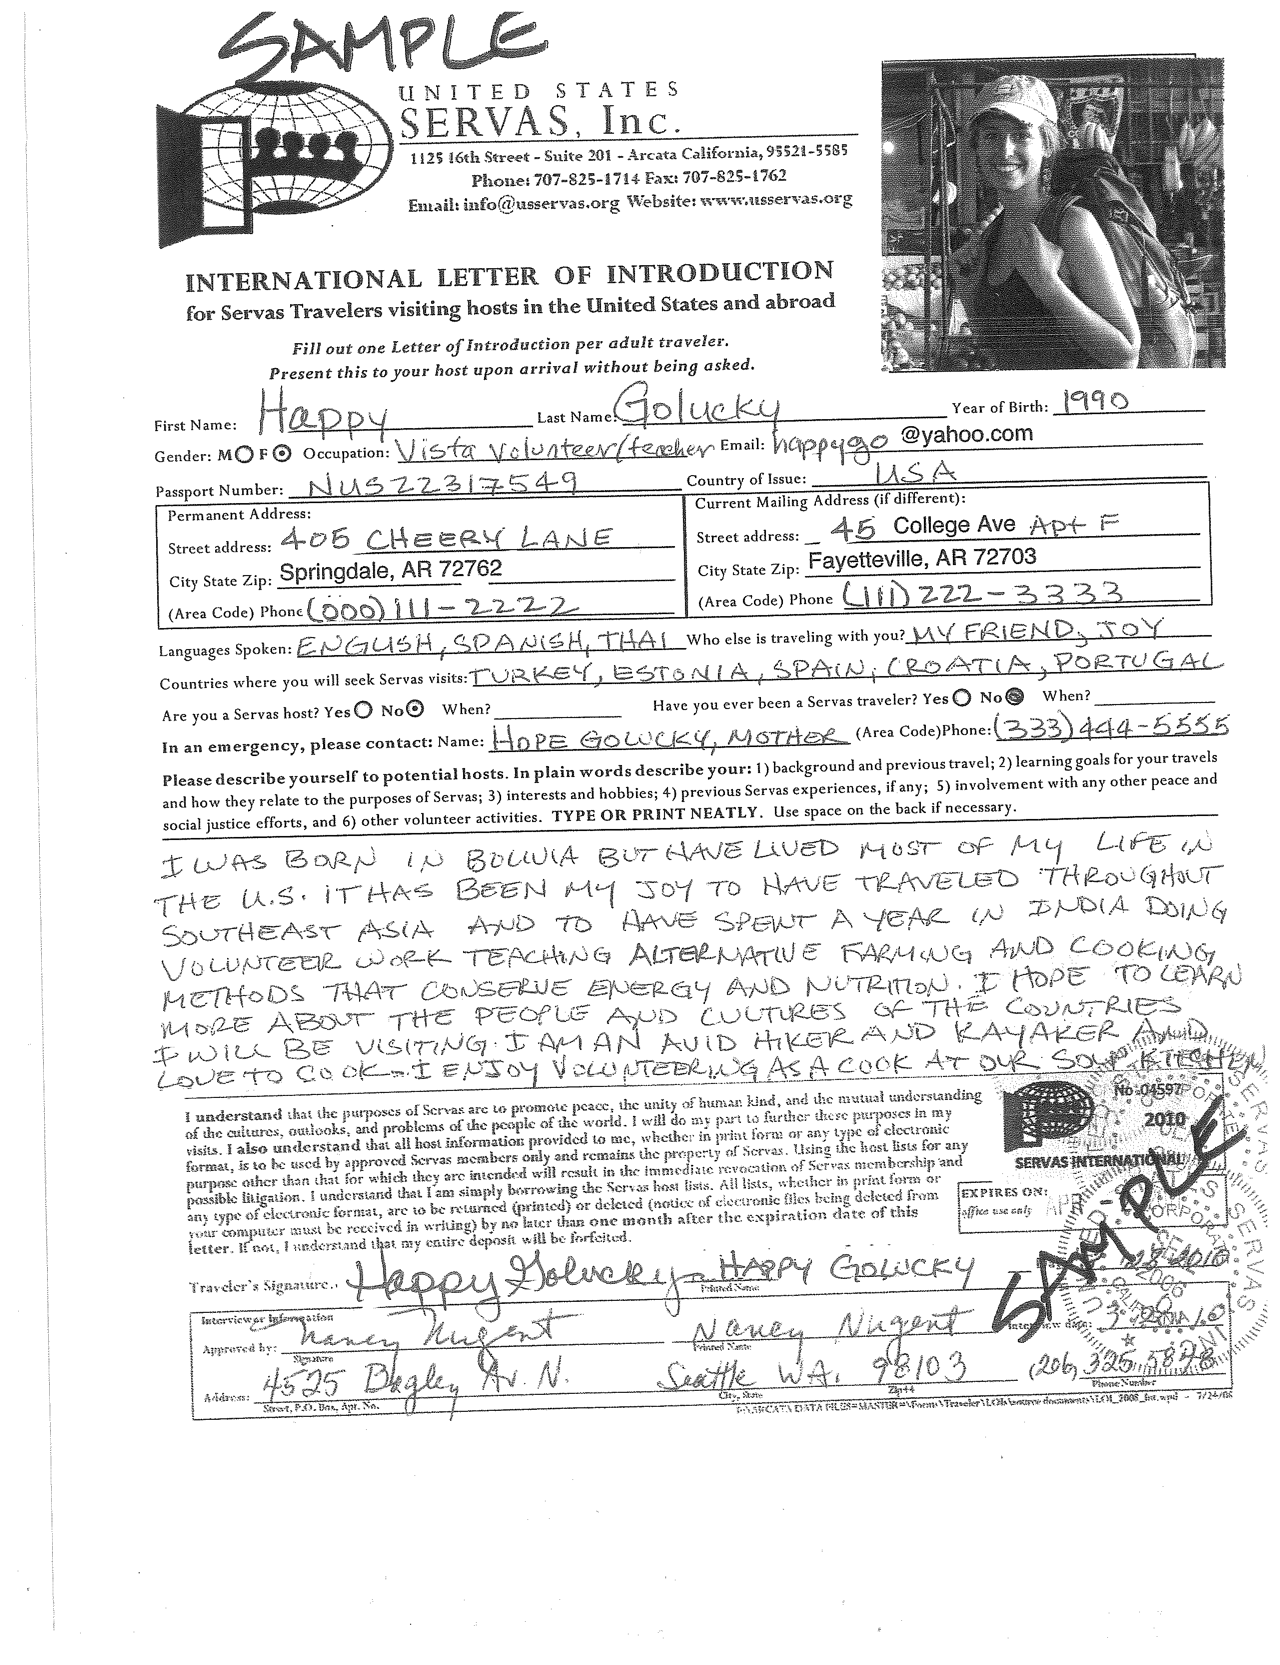 SAMPLE
UNITED STATES
SERVAS, Inc.
1125 16th Street - Suite 201 - Arcata California, 95521-5585
Phone: 707-825-1714 Fax: 707-825-1762
Email: info@usservas.org Website: www.usservas.org
INTERNATIONAL LETTER OF INTRODUCTION
for Servas Travelers visiting hosts in the United States and abroad
Fill out one Letter of Introduction per adult traveler.
Present this to your host upon arrival without being asked.
First Name: Happy Last Name: Golucky Year of Birth: 1990
Gender: M F Occupation: Vista Volunteer/teacher Email: happygo @yahoo.com
Passport Number: NUSZ2317549 Country of Issue: USA
Permanent Address:
Street address: 405 CHEERY LANE
City State Zip: Springdale, AR 72762
(Area Code) Phone (000) 111-2222
Current Mailing Address (if different):
Street address: 45 College Ave Apt F
City State Zip: Fayetteville, AR 72703
(Area Code) Phone (111) 222-3333
Languages Spoken: ENGLISH, SPANISH, THAI Who else is traveling with you? MY FRIEND, JOY
Countries where you will seek Servas visits: TURKEY, ESTONIA, SPAIN, CROATIA, PORTUGAL
Are you a Servas host? Yes No When? Have you ever been a Servas traveler? Yes No When?
In an emergency, please contact: Name: HOPE GOLUCKY, MOTHER (Area Code)Phone: (333) 444-5555
Please describe yourself to potential hosts. In plain words describe your: 1) background and previous travel; 2) learning goals for your travels
and how they relate to the purposes of Servas; 3) interests and hobbies; 4) previous Servas experiences, if any; 5) involvement with any other peace and
social justice efforts, and 6) other volunteer activities. TYPE OR PRINT NEATLY. Use space on the back if necessary.
I WAS BORN IN BOLIVIA BUT HAVE LIVED MOST OF MY LIFE IN
THE U.S. IT HAS BEEN MY JOY TO HAVE TRAVELED THROUGHOUT
SOUTHEAST ASIA AND TO HAVE SPENT A YEAR IN INDIA DOING
VOLUNTEER WORK TEACHING ALTERNATIVE FARMING AND COOKING
METHODS THAT CONSERVE ENERGY AND NUTRITION. I HOPE TO LEARN
MORE ABOUT THE PEOPLE AND CULTURES OF THE COUNTRIES
I WILL BE VISITING. I AM AN AVID HIKER AND KAYAKER AND
LOVE TO COOK. I ENJOY VOLUNTEERING AS A COOK AT OUR SOUP KITCHEN
I understand that the purposes of Servas are to promote peace, the unity of human kind, and the mutual understanding
of the cultures, outlooks, and problems of the people of the world. I will do my part to further these purposes in my
visits. I also understand that all host information provided to me, whether in print form or any type of electronic
format, is to be used by approved Servas members only and remains the property of Servas. Using the host lists for any
purpose other than that for which they are intended will result in the immediate revocation of Servas membership and
possible litigation. I understand that I am simply borrowing the Servas host lists. All lists, whether in print form or
any type of electronic format, are to be returned (printed) or deleted (notice of electronic files being deleted from
your computer must be received in writing) by no later than one month after the expiration date of this
letter. If not, I understand that my entire deposit will be forfeited.
No 04597
2010
SERVAS INTERNATIONAL
EXPIRES ON:
office use only
SAMPLE
Traveler's Signature: Happy Golucky HAPPY GOLUCKY
Printed Name
Interviewer Information
Approved by: Nancy Nugent Nancy Nugent Interview date:
Signature Printed Name
Address: 4525 Bagley Av. N. Seattle WA. 98103 (206) 325 5878
Street, P.O. Box, Apt. No. City, State Zip+4 Phone Number